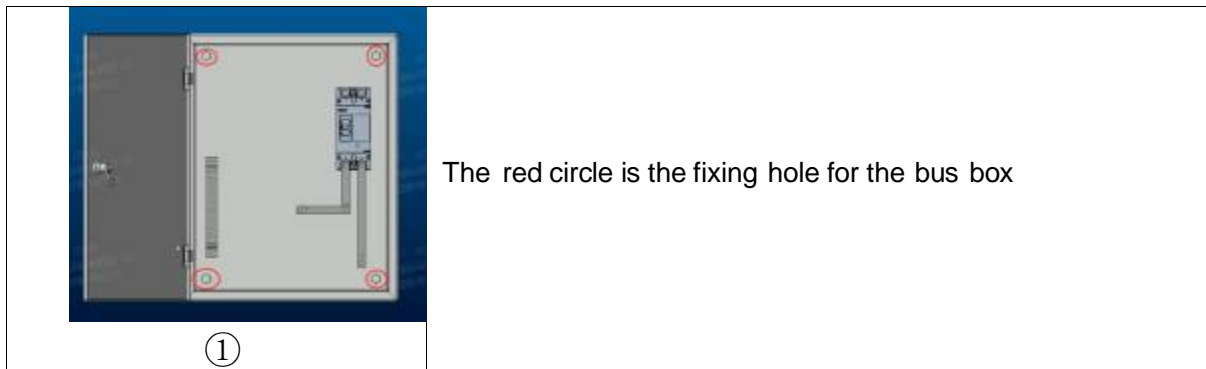 The red circle is the fixing hole for the bus box
①